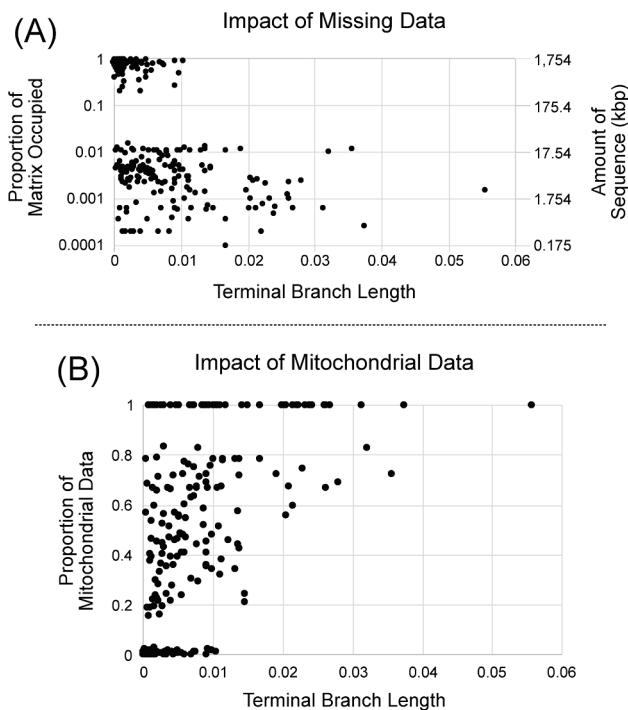 (A)
Impact of Missing Data
Proportion of
Matrix Occupied
1
0.1
0.01
0.001
0.0001
1,754
175.4
17.54
1.754
0.175
Amount of
Sequence (kbp)
0
0.01
0.02
0.03
0.04
0.05
0.06
Terminal Branch Length
(B)
Impact of Mitochondrial Data
Proportion of
Mitochondrial Data
1
0.8
0.6
0.4
0.2
0
0
0.01
0.02
0.03
0.04
0.05
0.06
Terminal Branch Length